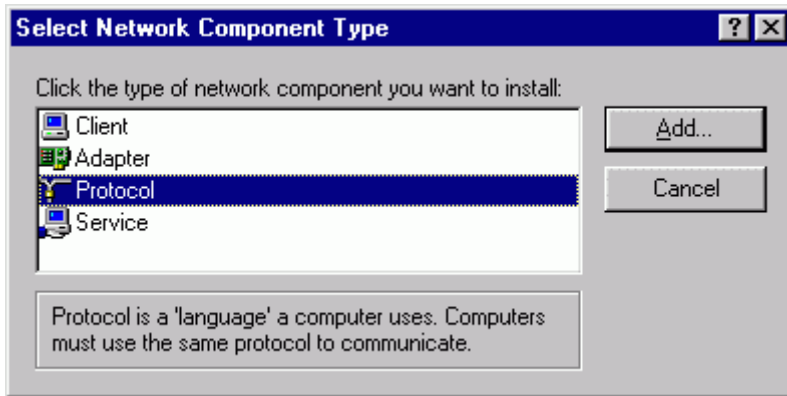 Select Network Component Type
Click the type of network component you want to install:
Client
Adapter
Protocol
Service
Add...
Cancel
Protocol is a 'language' a computer uses. Computers
must use the same protocol to communicate.